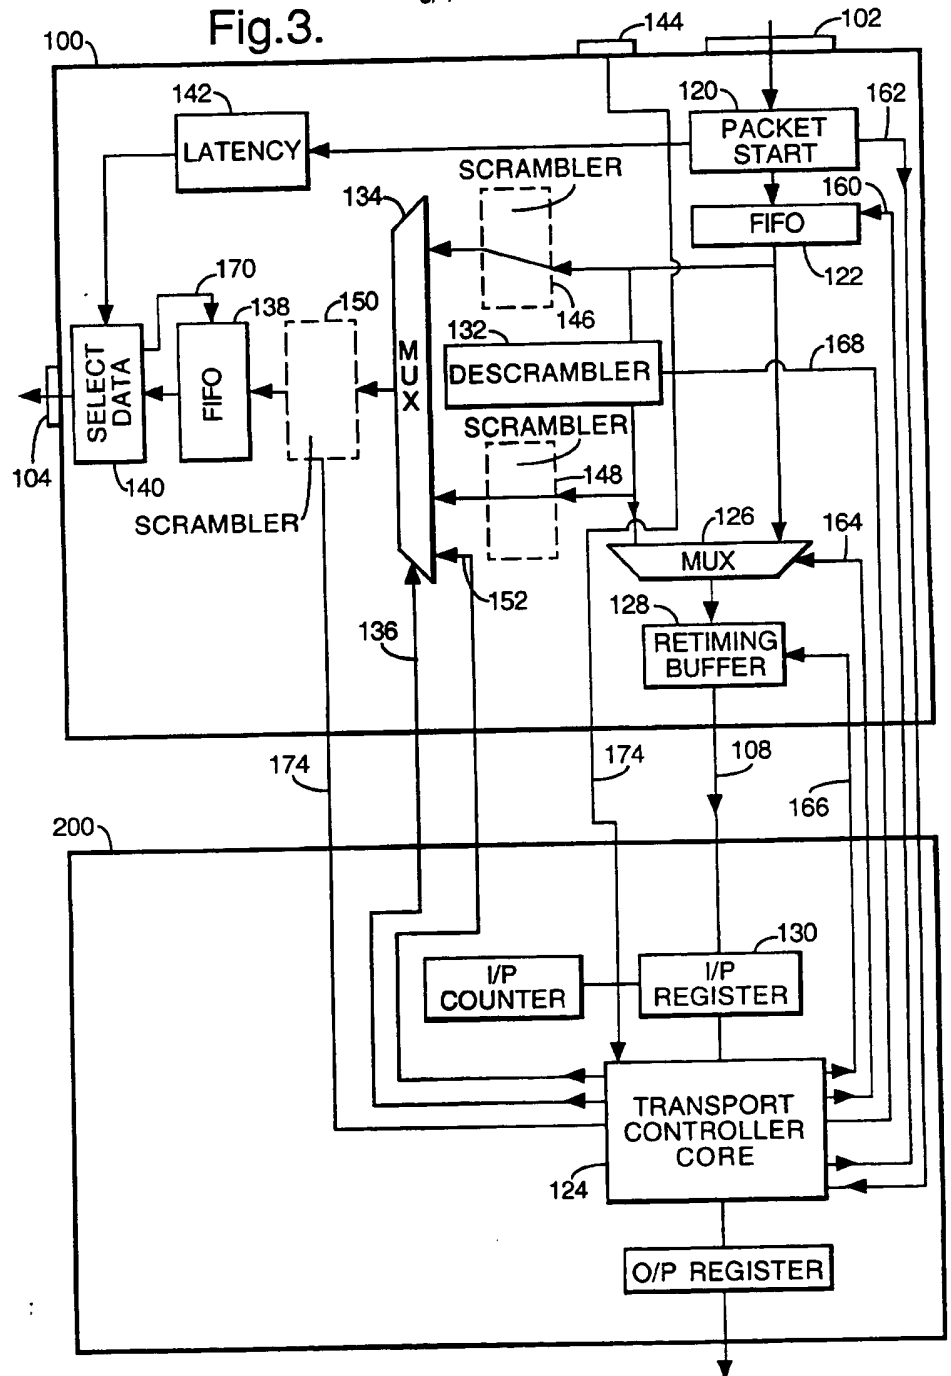 Fig.3.
144
102
100
142
120
162
LATENCY
PACKET
START
SCRAMBLER
134
160
FIFO
170
138
150
122
146
132
168
SELECT
DATA
FIFO
MUX
DESCRAMBLER
SCRAMBLER
104
140
148
SCRAMBLER
126
164
MUX
152
128
136
RETIMING
BUFFER
174
174
108
166
200
130
I/P
COUNTER
I/P
REGISTER
TRANSPORT
CONTROLLER
CORE
124
O/P REGISTER